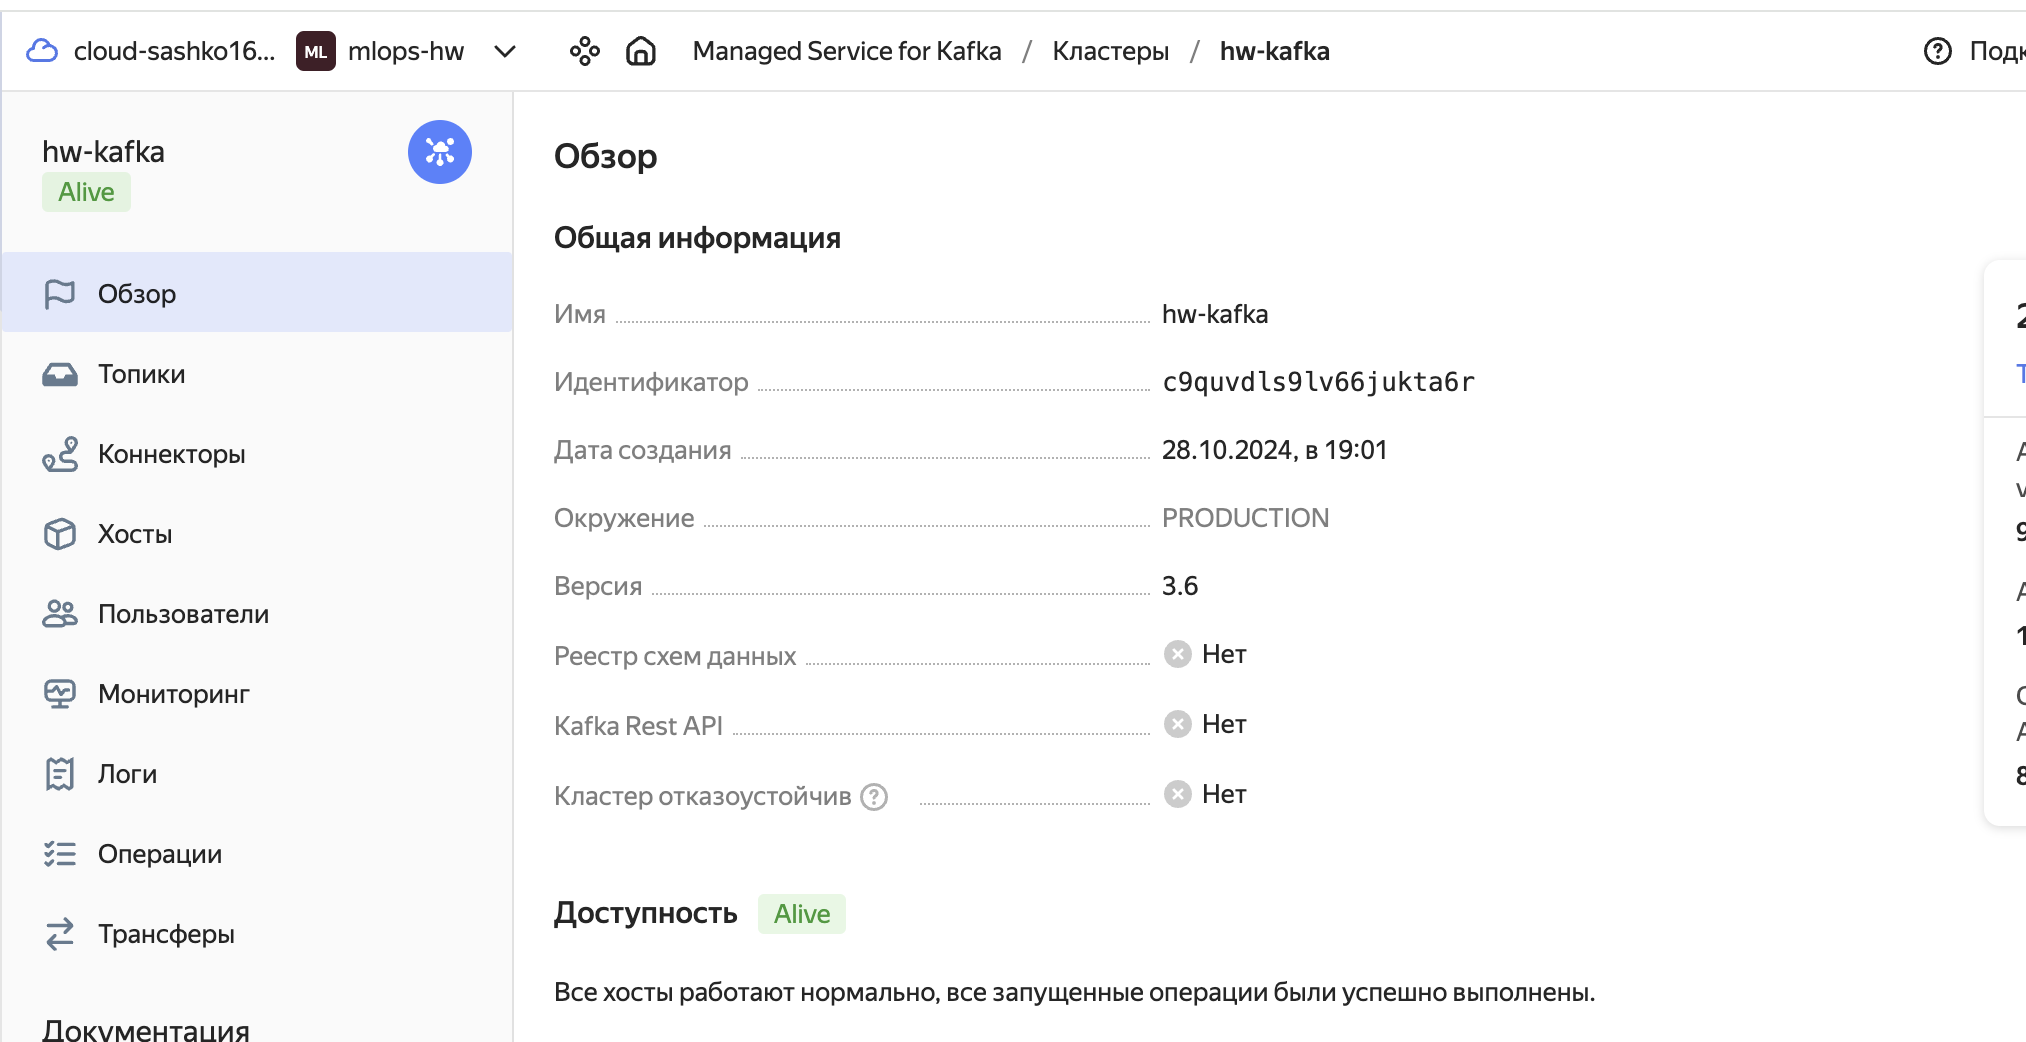 cloud-sashko16... ML mlops-hw Managed Service for Kafka / Кластеры / hw-kafka
hw-kafka
Alive
Обзор
Топики
Коннекторы
Хосты
Пользователи
Мониторинг
Логи
Операции
Трансферы
Документация
Обзор
Общая информация
Имя hw-kafka
Идентификатор c9quvdls9lv66jukta6r
Дата создания 28.10.2024, в 19:01
Окружение PRODUCTION
Версия 3.6
Реестр схем данных Нет
Kafka Rest API Нет
Кластер отказоустойчив ? Нет
Доступность Alive
Все хосты работают нормально, все запущенные операции были успешно выполнены.